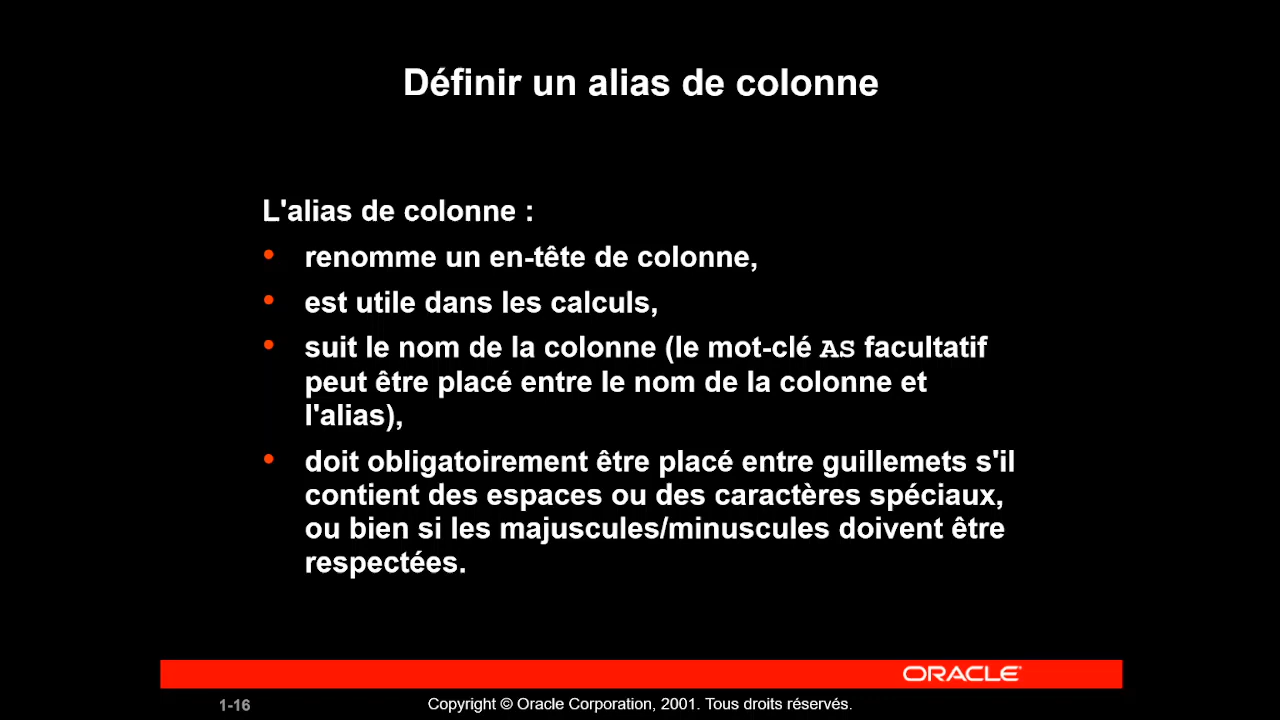 Définir un alias de colonne
L'alias de colonne :
• renomme un en-tête de colonne,
• est utile dans les calculs,
• suit le nom de la colonne (le mot-clé AS facultatif
peut être placé entre le nom de la colonne et
l'alias),
• doit obligatoirement être placé entre guillemets s'il
contient des espaces ou des caractères spéciaux,
ou bien si les majuscules/minuscules doivent être
respectées.
ORACLE
1-16 Copyright © Oracle Corporation, 2001. Tous droits réservés.